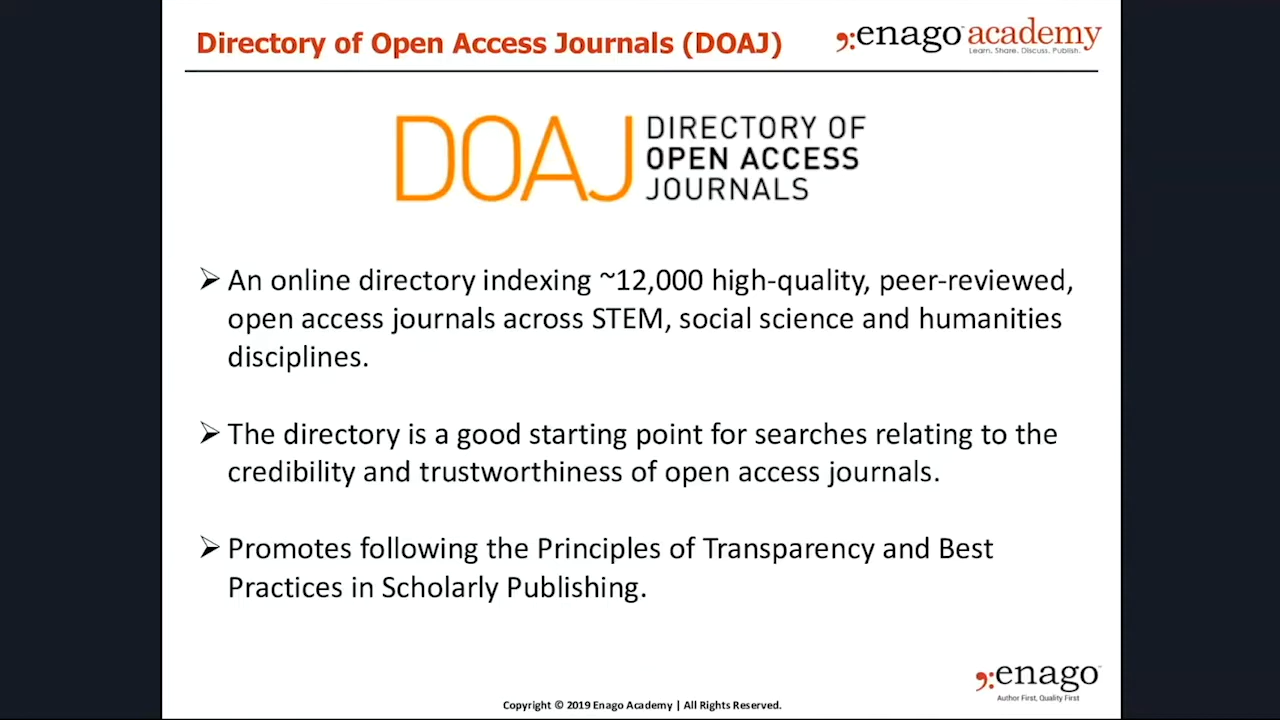 Directory of Open Access Journals (DOAJ)
enago academy
Learn. Share. Discuss. Publish.
DOAJ
DIRECTORY OF
OPEN ACCESS
JOURNALS
An online directory indexing ~12,000 high-quality, peer-reviewed,
open access journals across STEM, social science and humanities
disciplines.
The directory is a good starting point for searches relating to the
credibility and trustworthiness of open access journals.
Promotes following the Principles of Transparency and Best
Practices in Scholarly Publishing.
enago
Author First, Quality First
Copyright © 2019 Enago Academy | All Rights Reserved.